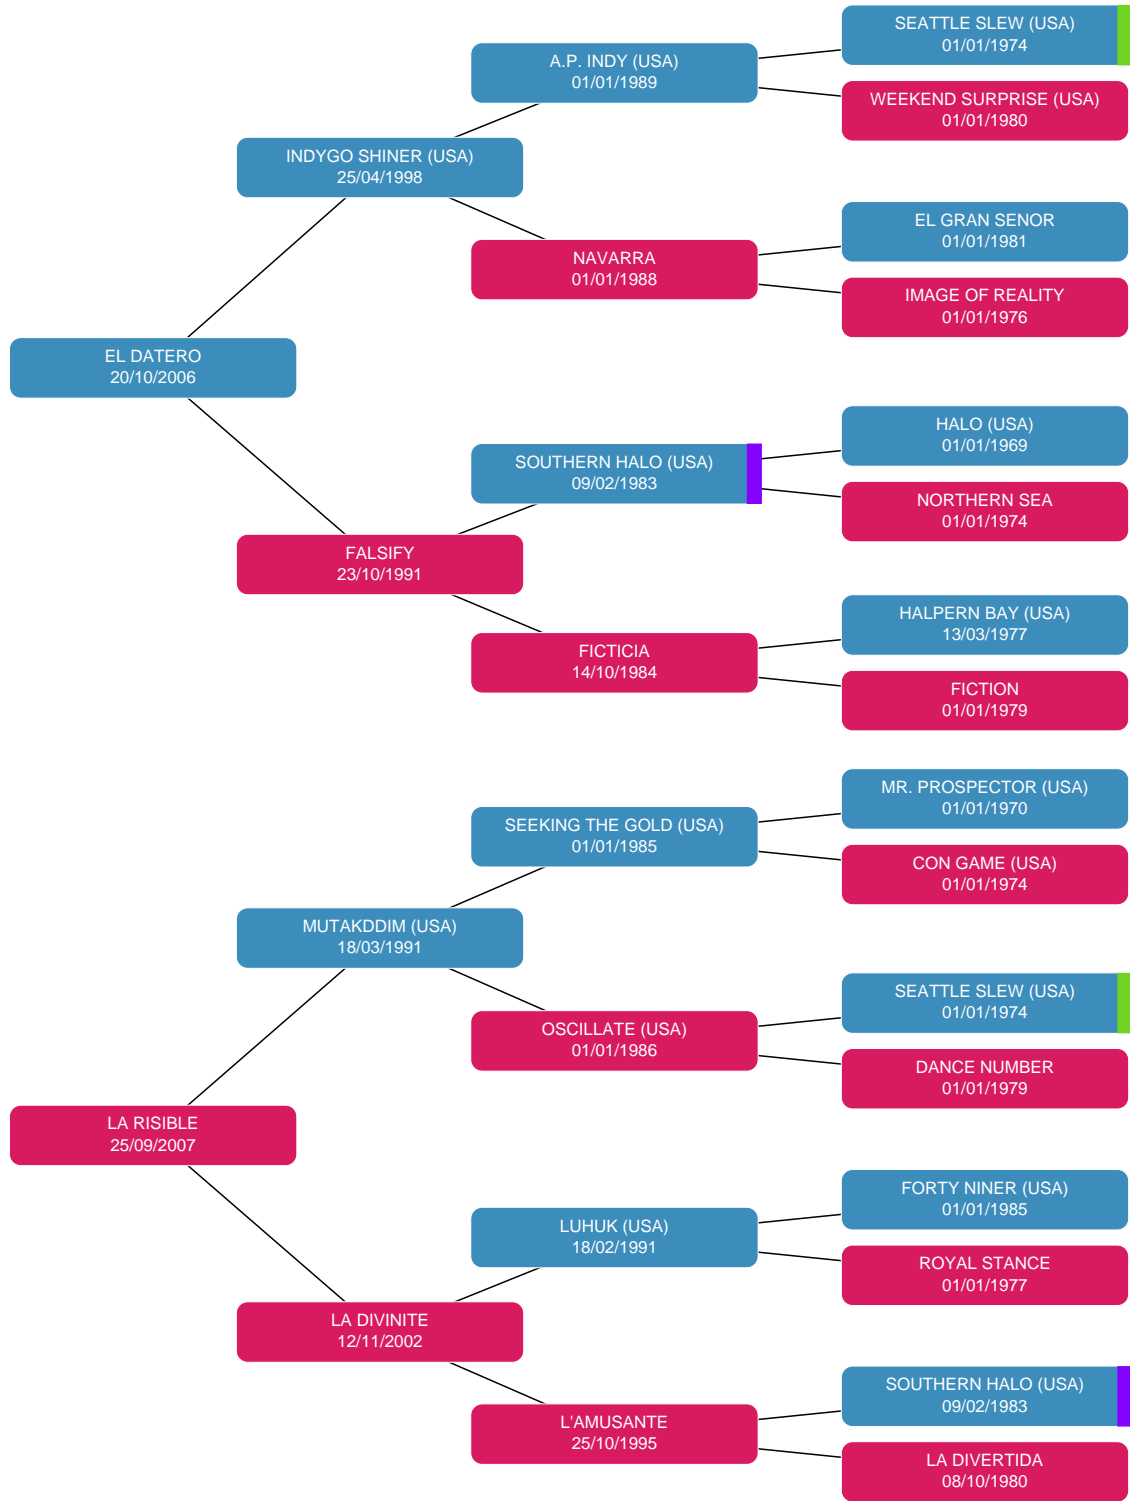 SEATTLE SLEW (USA)
01/01/1974
A.P. INDY (USA)
01/01/1989
WEEKEND SURPRISE (USA)
01/01/1980
INDYGO SHINER (USA)
25/04/1998
EL GRAN SENOR
01/01/1981
NAVARRA
01/01/1988
IMAGE OF REALITY
01/01/1976
EL DATERO
20/10/2006
HALO (USA)
01/01/1969
SOUTHERN HALO (USA)
09/02/1983
NORTHERN SEA
01/01/1974
FALSIFY
23/10/1991
HALPERN BAY (USA)
13/03/1977
FICTICIA
14/10/1984
FICTION
01/01/1979
MR. PROSPECTOR (USA)
01/01/1970
SEEKING THE GOLD (USA)
01/01/1985
CON GAME (USA)
01/01/1974
MUTAKDDIM (USA)
18/03/1991
SEATTLE SLEW (USA)
01/01/1974
OSCILLATE (USA)
01/01/1986
DANCE NUMBER
01/01/1979
LA RISIBLE
25/09/2007
FORTY NINER (USA)
01/01/1985
LUHUK (USA)
18/02/1991
ROYAL STANCE
01/01/1977
LA DIVINITE
12/11/2002
SOUTHERN HALO (USA)
09/02/1983
L'AMUSANTE
25/10/1995
LA DIVERTIDA
08/10/1980